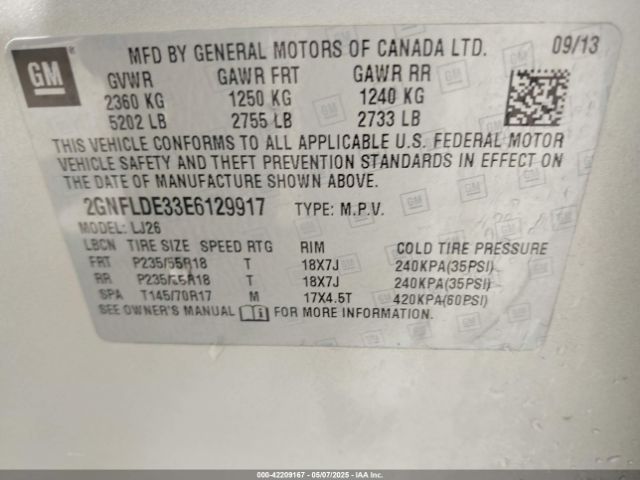 GM MFD BY GENERAL MOTORS OF CANADA LTD. 09/13
GVWR GAWR FRT GAWR RR
2360 KG 1250 KG 1240 KG
5202 LB 2755 LB 2733 LB
THIS VEHICLE CONFORMS TO ALL APPLICABLE U.S. FEDERAL MOTOR
VEHICLE SAFETY AND THEFT PREVENTION STANDARDS IN EFFECT ON
THE DATE OF MANUFACTURE SHOWN ABOVE.
2GNFLDE33E6129917 TYPE: M.P.V.
MODEL: LJ26
LBCN TIRE SIZE SPEED RTG RIM COLD TIRE PRESSURE
FRT P235/55R18 T 18X7J 240KPA(35PSI)
RR P235/55R18 T 18X7J 240KPA(35PSI)
SPA T145/70R17 M 17X4.5T 420KPA(60PSI)
SEE OWNER'S MANUAL FOR MORE INFORMATION.
000-42209167 - 05/07/2025 - IAAI.com